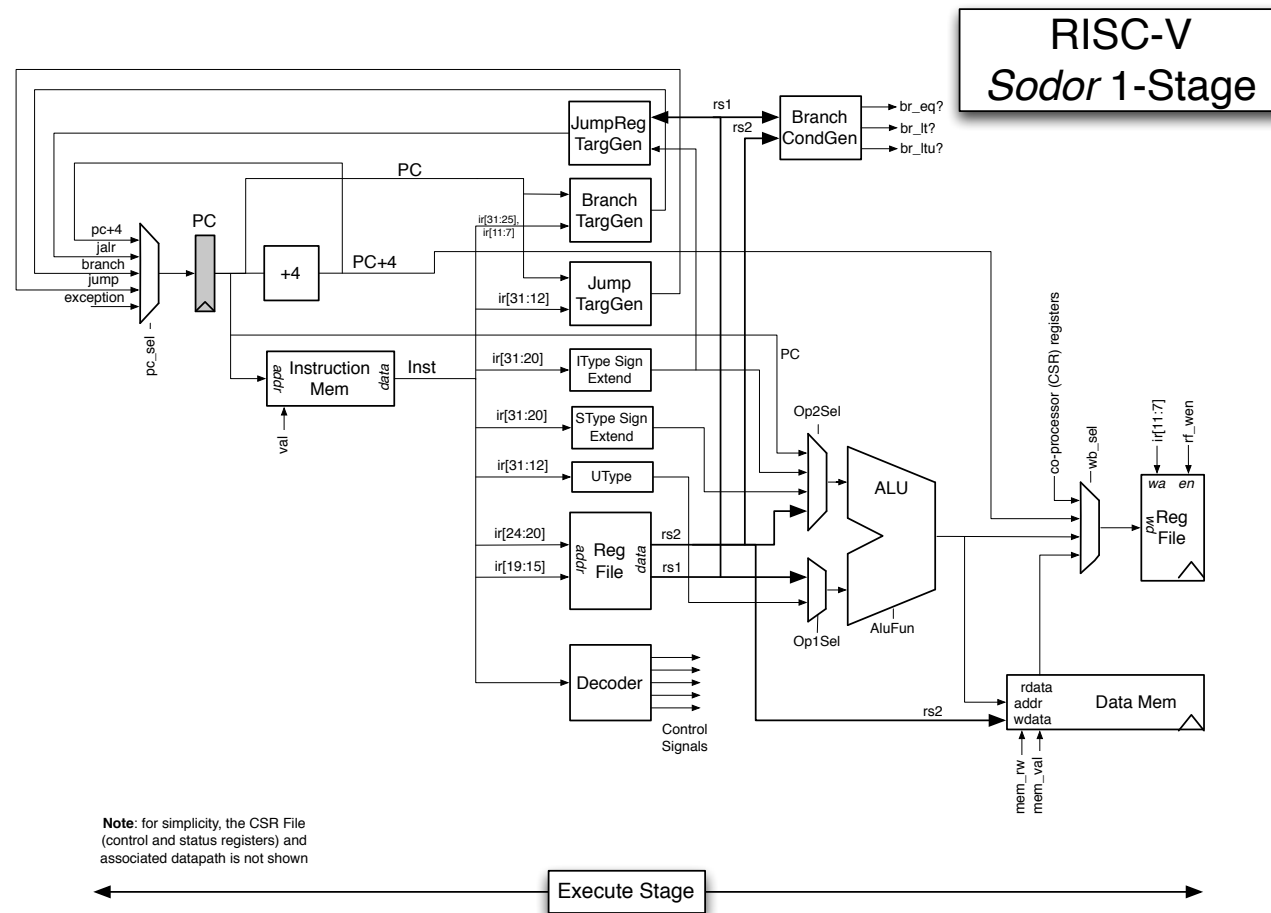 RISC-V
Sodor 1-Stage
rs1
rs2
Branch
CondGen
br_eq?
br_lt?
br_ltu?
JumpReg
TargGen
PC
Branch
TargGen
ir[31:25],
ir[11:7]
PC
pc+4
jalr
branch
jump
exception
pc_sel
+4
PC+4
Jump
TargGen
ir[31:12]
PC
addr
Instruction
Mem
data
val
Inst
ir[31:20]
IType Sign
Extend
ir[31:20]
SType Sign
Extend
ir[31:12]
UType
Op2Sel
ALU
co-processor (CSR) registers
wb_sel
ir[11:7]
rf_wen
wa
en
wd
Reg
File
ir[24:20]
ir[19:15]
addr
Reg
File
data
rs2
rs1
Op1Sel
AluFun
Decoder
Control
Signals
rs2
rdata
addr
wdata
Data Mem
mem_rw
mem_val
Note: for simplicity, the CSR File
(control and status registers) and
associated datapath is not shown
Execute Stage